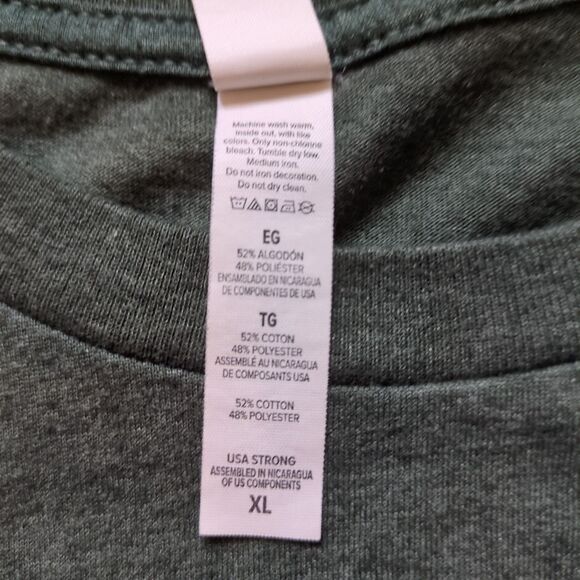 Machine wash warm,
inside out, with like
colors. Only non-chlorine
bleach. Tumble dry low.
Medium iron.
Do not iron decoration.
Do not dry clean.
EG
52% ALGODÓN
48% POLIÉSTER
ENSAMBLADO EN NICARAGUA
DE COMPONENTES DE USA
TG
52% COTON
48% POLYESTER
ASSEMBLÉ AU NICARAGUA
DE COMPOSANTS USA
52% COTTON
48% POLYESTER
USA STRONG
ASSEMBLED IN NICARAGUA
OF US COMPONENTS
XL